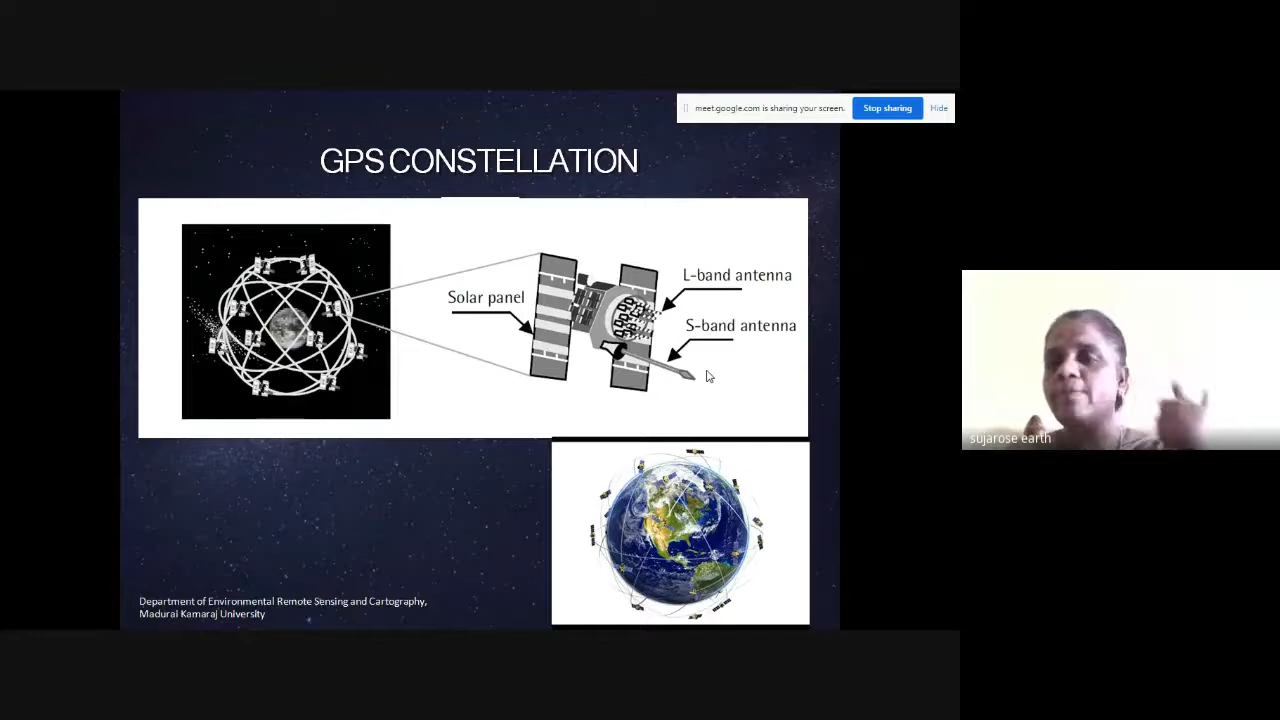 meet.google.com is sharing your screen.
Stop sharing
Hide
GPS CONSTELLATION
L-band antenna
Solar panel
S-band antenna
sujarose earth
Department of Environmental Remote Sensing and Cartography,
Madurai Kamaraj University